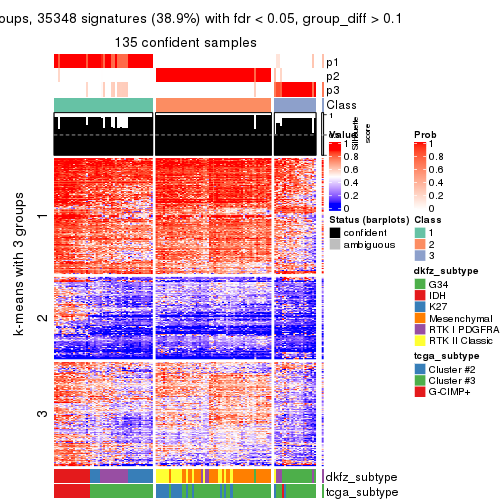 oups, 35348 signatures (38.9%) with fdr < 0.05, group_diff > 0.1
135 confident samples
p1
p2
p3
Class
1
Silhouette
score
k-means with 3 groups
1
2
3
dkfz_subtype
tcga_subtype
Value
1
0.8
0.6
0.4
0.2
0
Prob
1
0.8
0.6
0.4
0.2
0
Status (barplots)
confident
ambiguous
Class
1
2
3
dkfz_subtype
G34
IDH
K27
Mesenchymal
RTK I PDGFRA
RTK II Classic
tcga_subtype
Cluster #2
Cluster #3
G-CIMP+